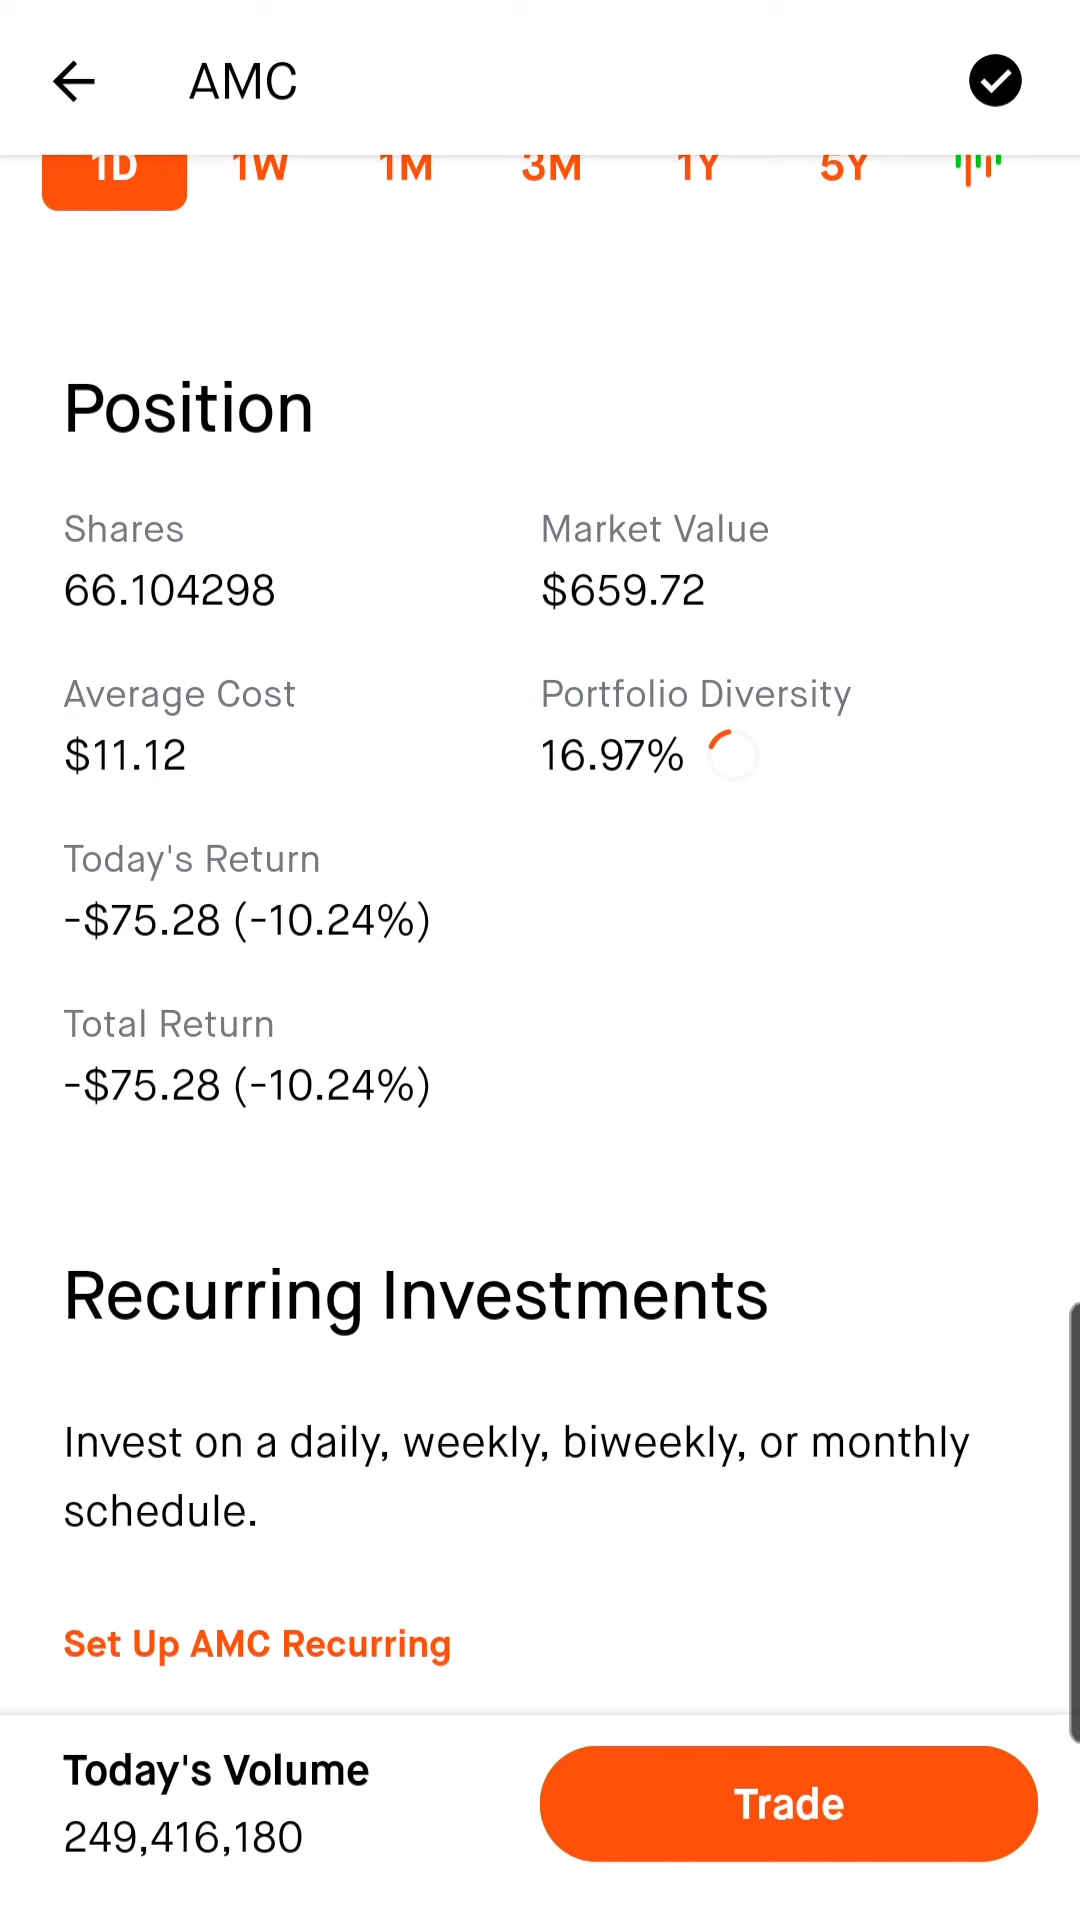 AMC
1D 1W 1M 3M 1Y 5Y
Position
Shares Market Value
66.104298 $659.72
Average Cost Portfolio Diversity
$11.12 16.97%
Today's Return
-$75.28 (-10.24%)
Total Return
-$75.28 (-10.24%)
Recurring Investments
Invest on a daily, weekly, biweekly, or monthly
schedule.
Set Up AMC Recurring
Today's Volume
249,416,180
Trade